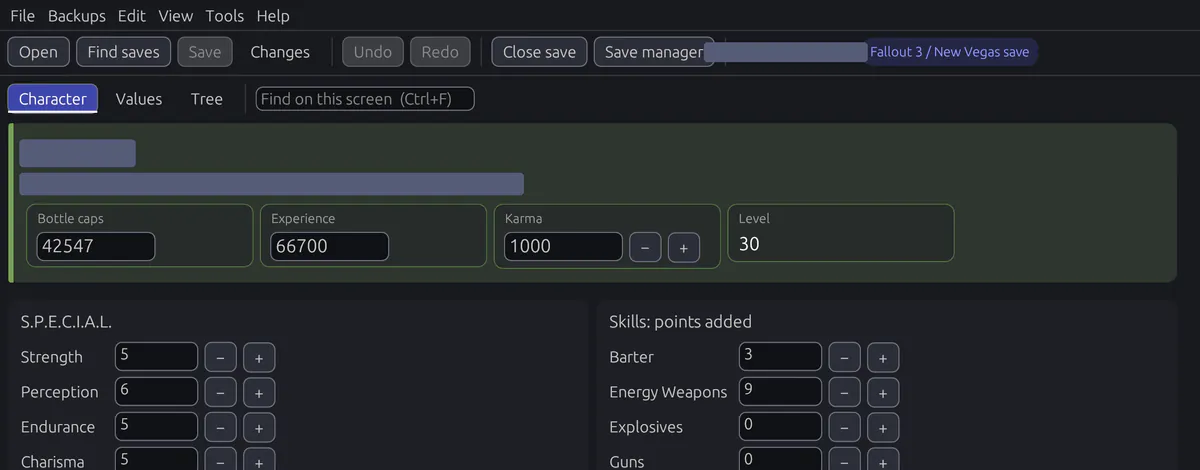 File Backups Edit View Tools Help
Open Find saves Save Changes Undo Redo Close save Save manager Fallout 3 / New Vegas save
Character Values Tree Find on this screen (Ctrl+F)
Bottle caps Experience Karma Level
42547 66700 1000 − + 30
S.P.E.C.I.A.L. Skills: points added
Strength 5 − + Barter 3 − +
Perception 6 − + Energy Weapons 9 − +
Endurance 5 − + Explosives 0 − +
Charisma 5 − + Guns 0 − +